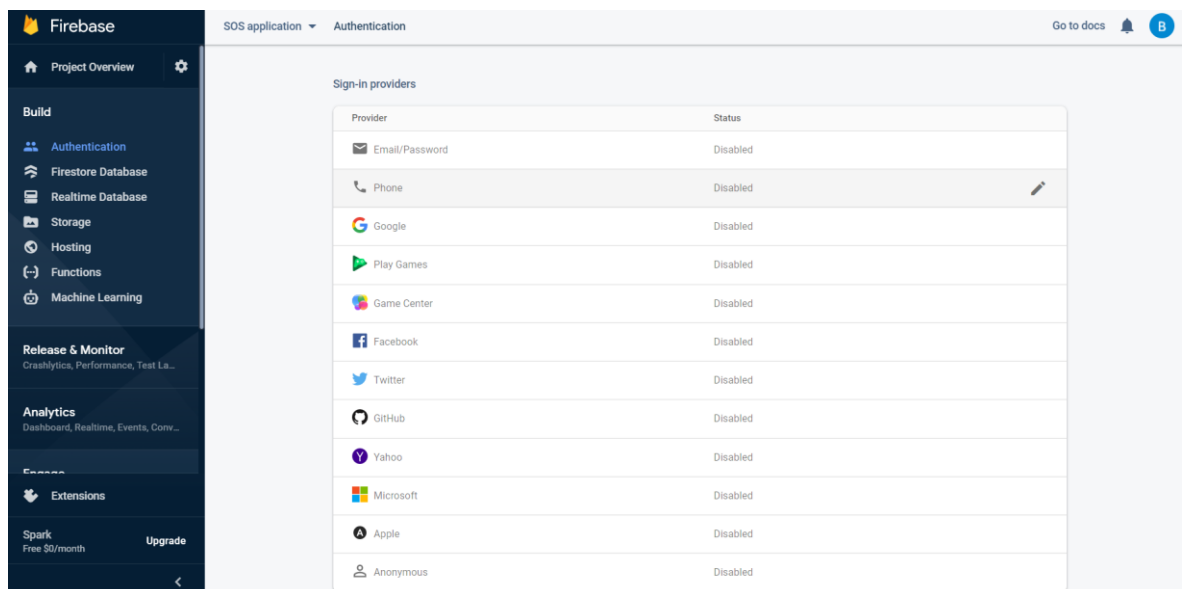 Firebase
SOS application
Authentication
Go to docs
B
Project Overview
Build
Authentication
Firestore Database
Realtime Database
Storage
Hosting
Functions
Machine Learning
Release & Monitor
Crashlytics, Performance, Test La...
Analytics
Dashboard, Realtime, Events, Conv...
Engage
Extensions
Spark
Free $0/month
Upgrade
Sign-in providers
Provider Status
Email/Password Disabled
Phone Disabled
Google Disabled
Play Games Disabled
Game Center Disabled
Facebook Disabled
Twitter Disabled
GitHub Disabled
Yahoo Disabled
Microsoft Disabled
Apple Disabled
Anonymous Disabled